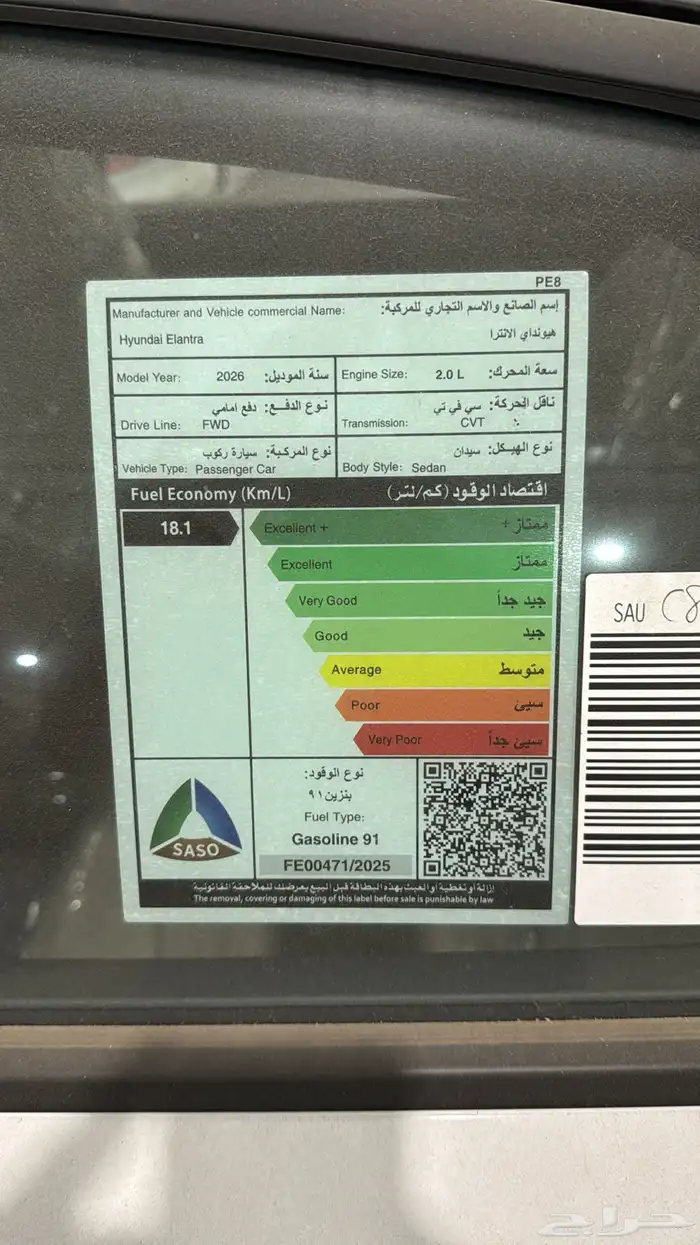 PE8
Manufacturer and Vehicle commercial Name: إسم الصانع والاسم التجاري للمركبة:
Hyundai Elantra هيونداي الانترا
Model Year: 2026 سنة الموديل:
Engine Size: 2.0 L سعة المحرك:
نوع الدفع: دفع امامي
Drive Line: FWD
ناقل الحركة: سي في تي
Transmission: CVT
نوع المركبة: سيارة ركوب
Vehicle Type: Passenger Car
نوع الهيكل: سيدان
Body Style: Sedan
Fuel Economy (Km/L) اقتصاد الوقود (كم/لتر)
18.1
Excellent + ممتاز +
Excellent ممتاز
Very Good جيد جداً
Good جيد
Average متوسط
Poor سيئ
Very Poor سيئ جداً
SASO
نوع الوقود:
بنزين ٩١
Fuel Type:
Gasoline 91
FE00471/2025
إزالة أو تغطية أو العبث بهذه البطاقة قبل البيع يعرضك للملاحقة القانونية
The removal, covering or damaging of this label before sale is punishable by law
SAU C8
حراج